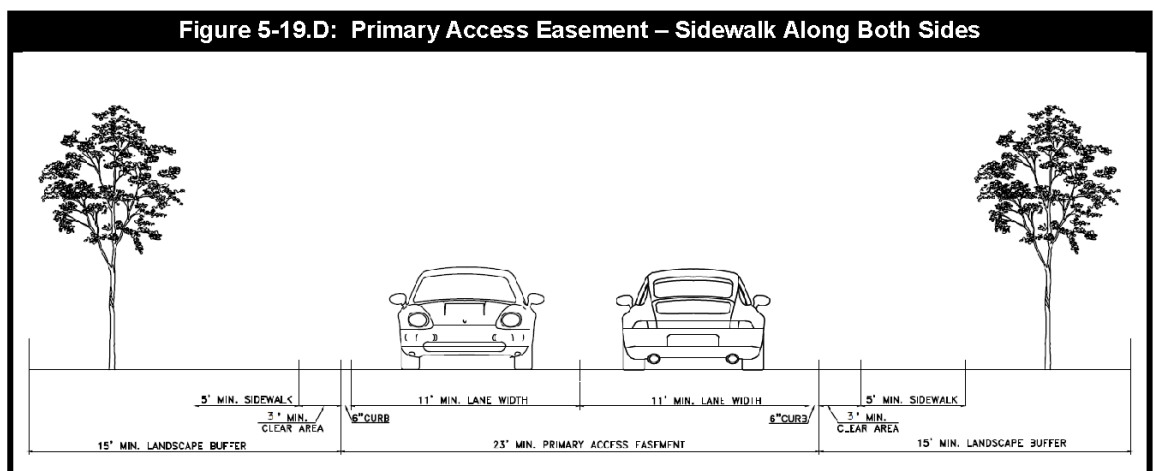 Figure 5-19.D: Primary Access Easement – Sidewalk Along Both Sides
5' MIN. SIDEWALK
11' MIN. LANE WIDTH
11' MIN. LANE WIDTH
5' MIN. SIDEWALK
3' MIN.
CLEAR AREA
6"CURB
6"CURB
3' MIN.
CLEAR AREA
15' MIN. LANDSCAPE BUFFER
23' MIN. PRIMARY ACCESS EASEMENT
15' MIN. LANDSCAPE BUFFER